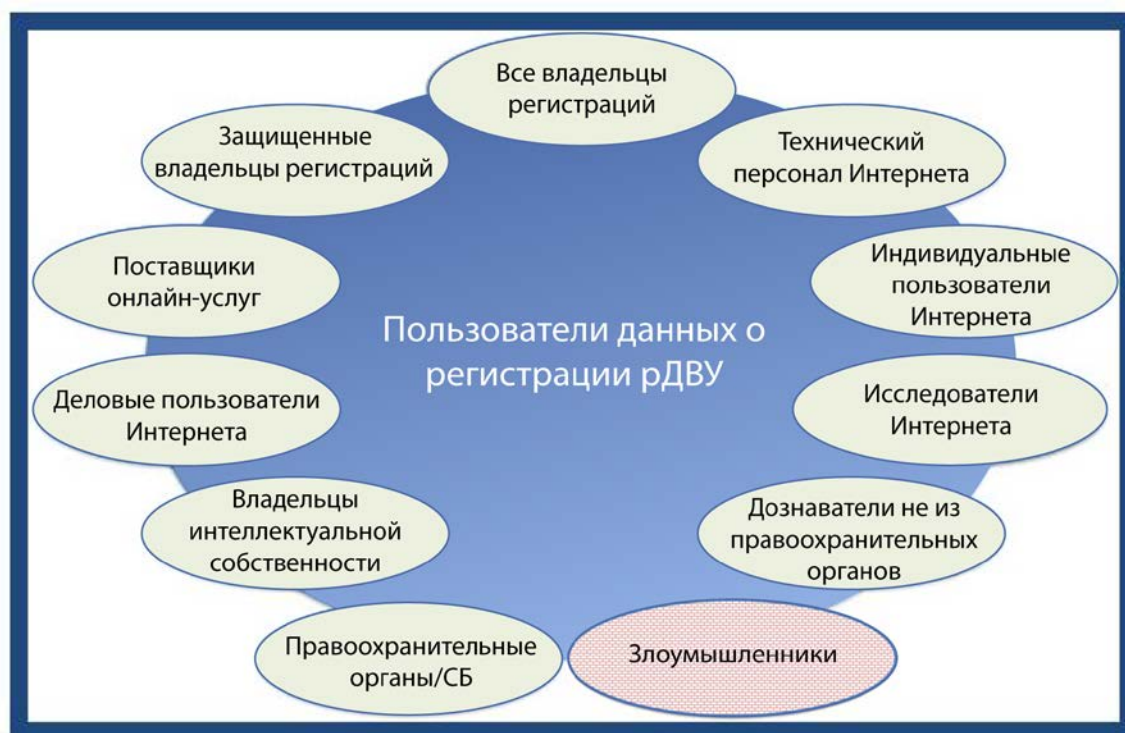 Все владельцы
регистраций
Защищенные
владельцы регистраций
Технический
персонал Интернета
Поставщики
онлайн-услуг
Индивидуальные
пользователи
Интернета
Пользователи данных о
регистрации рДВУ
Деловые пользователи
Интернета
Исследователи
Интернета
Владельцы
интеллектуальной
собственности
Дознаватели не из
правоохранительных
органов
Правоохранительные
органы/СБ
Злоумышленники